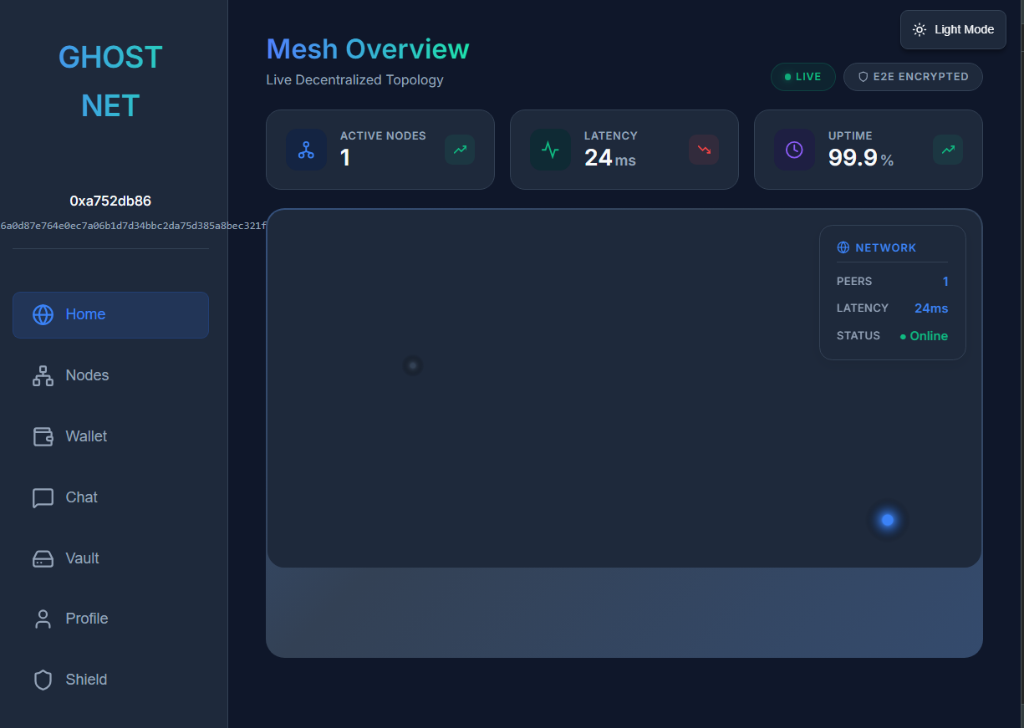 GHOST
NET
0xa752db86
6a0d87e764e0ec7a06b1d7d34bbc2da75d385a8bec321f
Home
Nodes
Wallet
Chat
Vault
Profile
Shield
Light Mode
Mesh Overview
Live Decentralized Topology
LIVE
E2E ENCRYPTED
ACTIVE NODES
1
LATENCY
24ms
UPTIME
99.9%
NETWORK
PEERS 1
LATENCY 24ms
STATUS Online